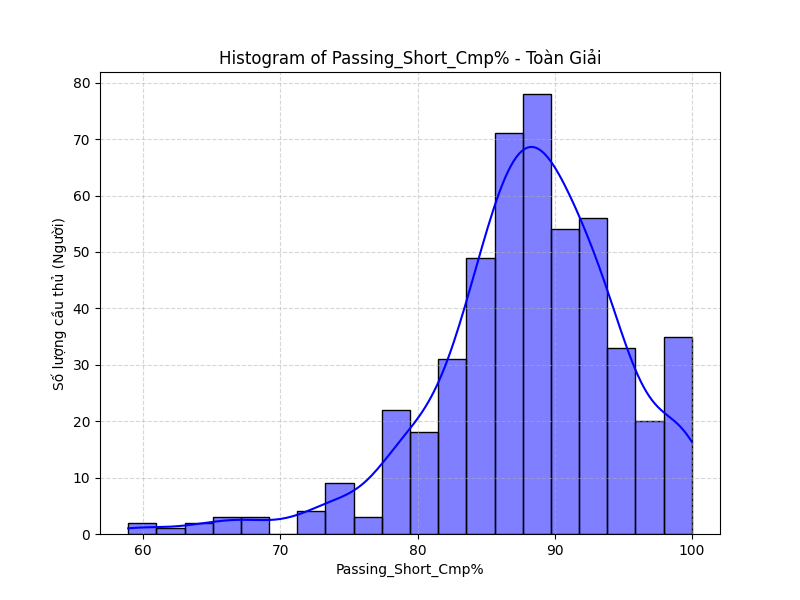 Histogram of Passing_Short_Cmp% - Toàn Giải
80
70
60
50
40
30
20
10
0
Số lượng cầu thủ (Người)
60 70 80 90 100
Passing_Short_Cmp%